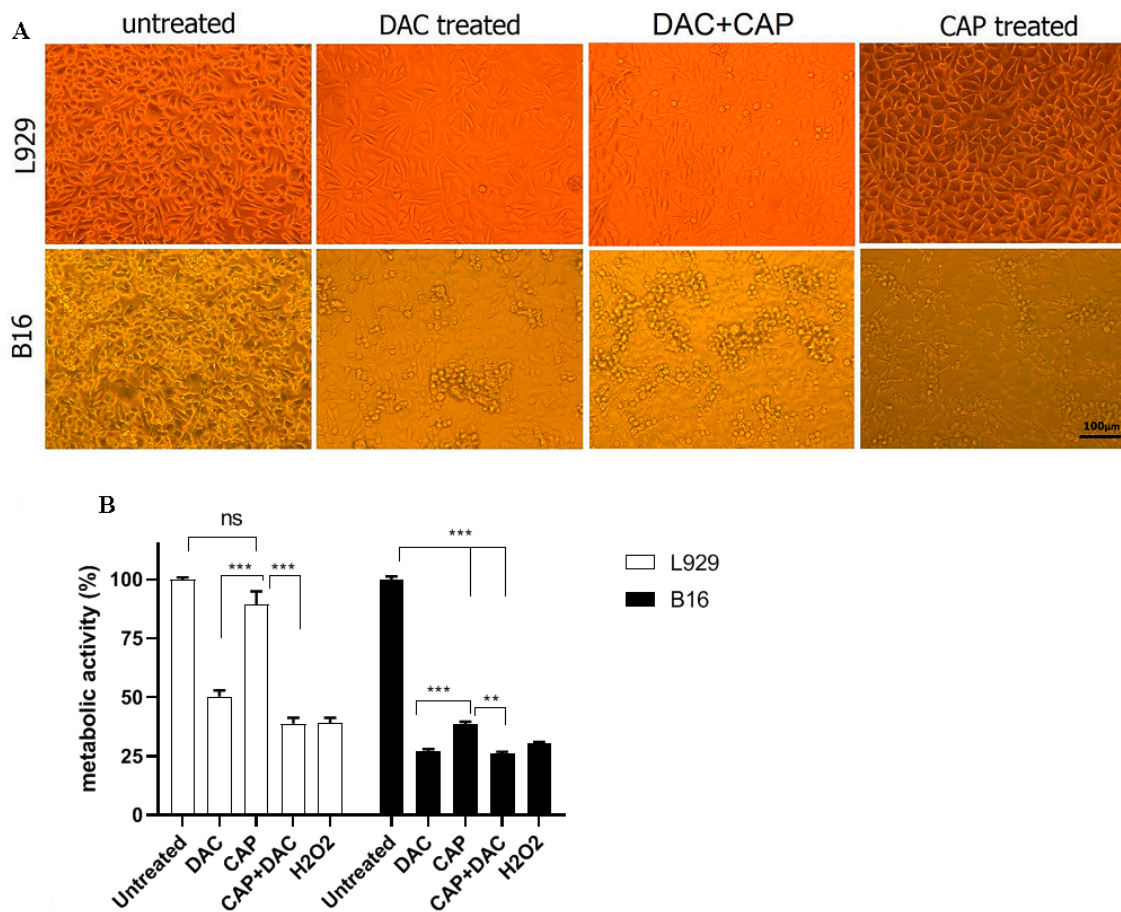 A
untreated
DAC treated
DAC+CAP
CAP treated
L929
B16
100µm
B
ns
***
***
***
***
**
metabolic activity (%)
100
75
50
25
0
Untreated
DAC
CAP
CAP+DAC
H2O2
Untreated
DAC
CAP
CAP+DAC
H2O2
L929
B16